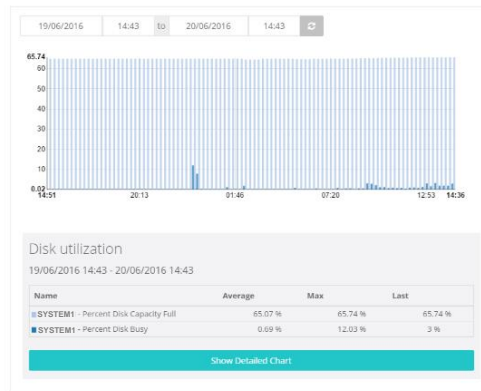 19/06/2016 14:43 to 20/06/2016 14:43
65.74
60
50
40
30
20
10
0.02
14:51 20:13 01:46 07:20 12:53 14:36
Disk utilization
19/06/2016 14:43 - 20/06/2016 14:43
Name Average Max Last
SYSTEM1 - Percent Disk Capacity Full 65.07 % 65.74 % 65.74 %
SYSTEM1 - Percent Disk Busy 0.69 % 12.03 % 3 %
Show Detailed Chart